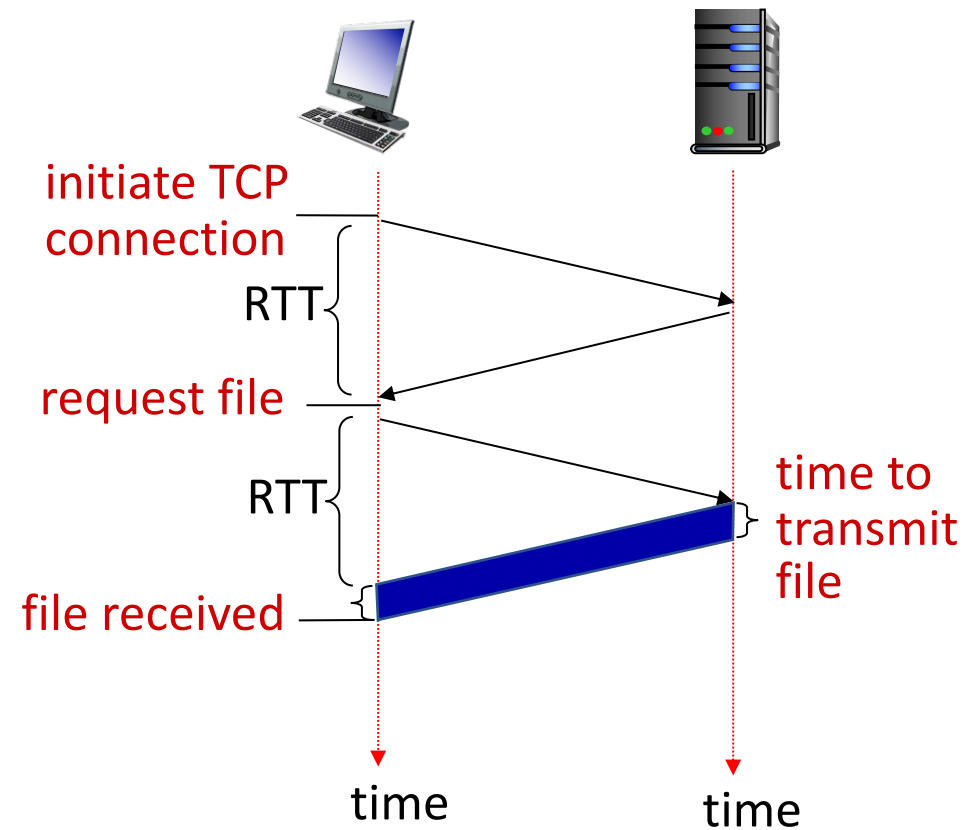 initiate TCP
connection
RTT
request file
RTT
time to
transmit
file
file received
time
time